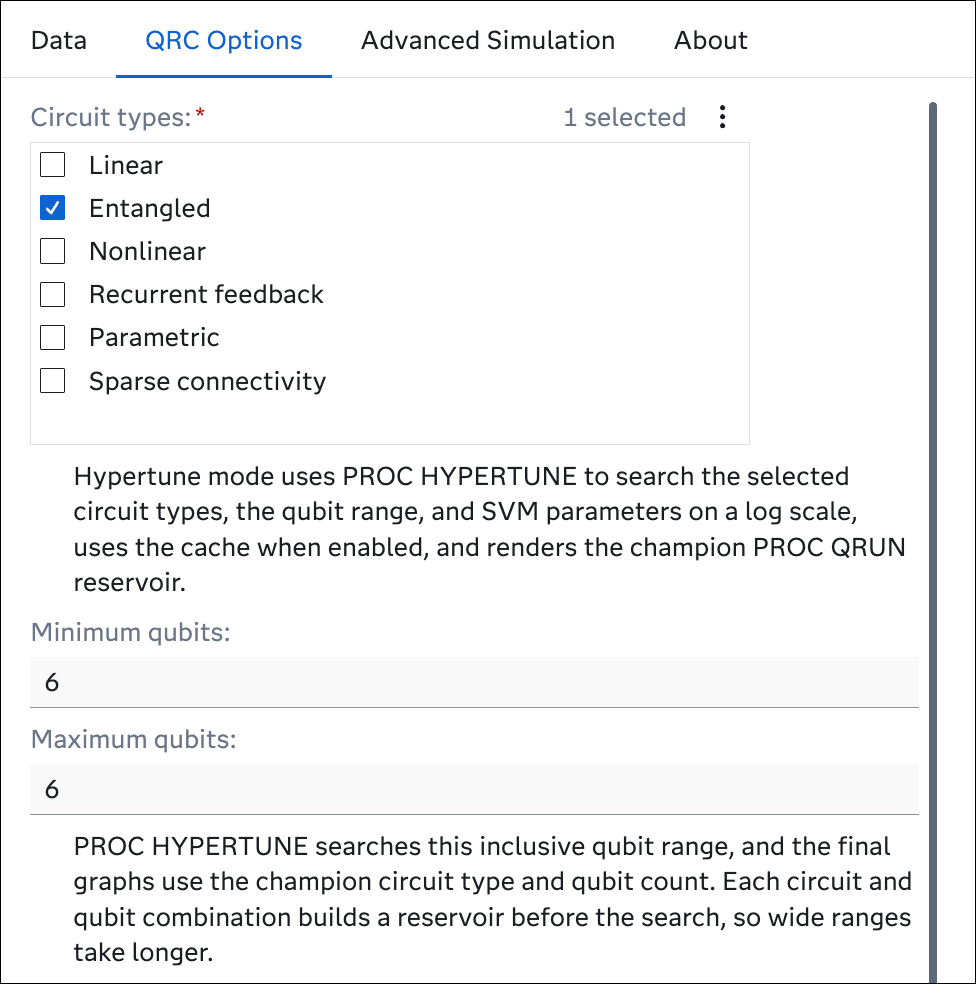 Data QRC Options Advanced Simulation About
Circuit types:* 1 selected
Linear
Entangled
Nonlinear
Recurrent feedback
Parametric
Sparse connectivity
Hypertune mode uses PROC HYPERTUNE to search the selected
circuit types, the qubit range, and SVM parameters on a log scale,
uses the cache when enabled, and renders the champion PROC QRUN
reservoir.
Minimum qubits:
6
Maximum qubits:
6
PROC HYPERTUNE searches this inclusive qubit range, and the final
graphs use the champion circuit type and qubit count. Each circuit and
qubit combination builds a reservoir before the search, so wide ranges
take longer.